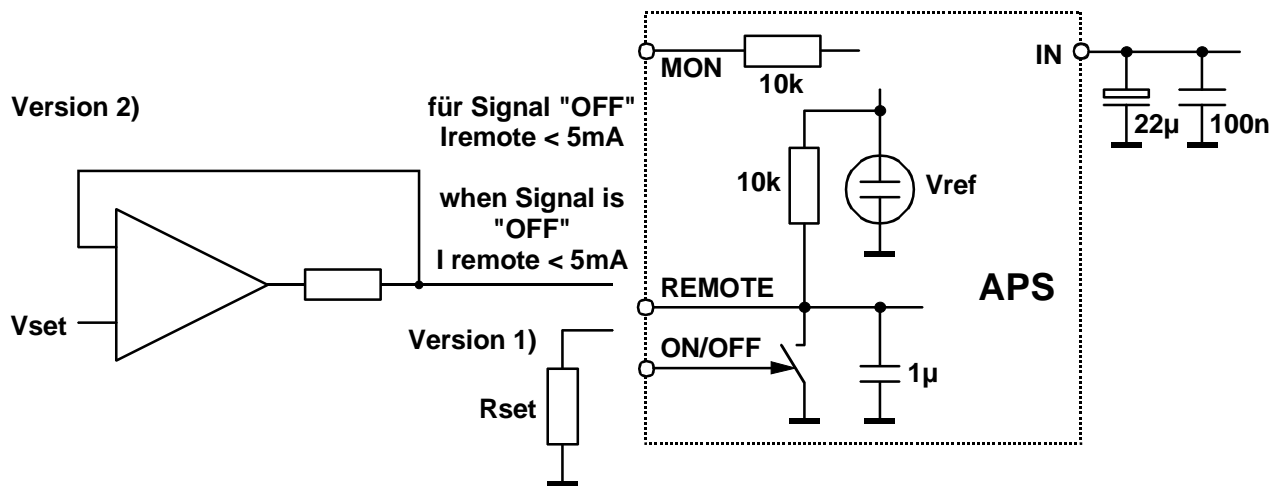 MON
10k
IN
Version 2)
für Signal "OFF"
Iremote < 5mA
22µ
100n
10k
Vref
when Signal is
"OFF"
I remote < 5mA
REMOTE
APS
Vset
Version 1)
ON/OFF
1µ
Rset